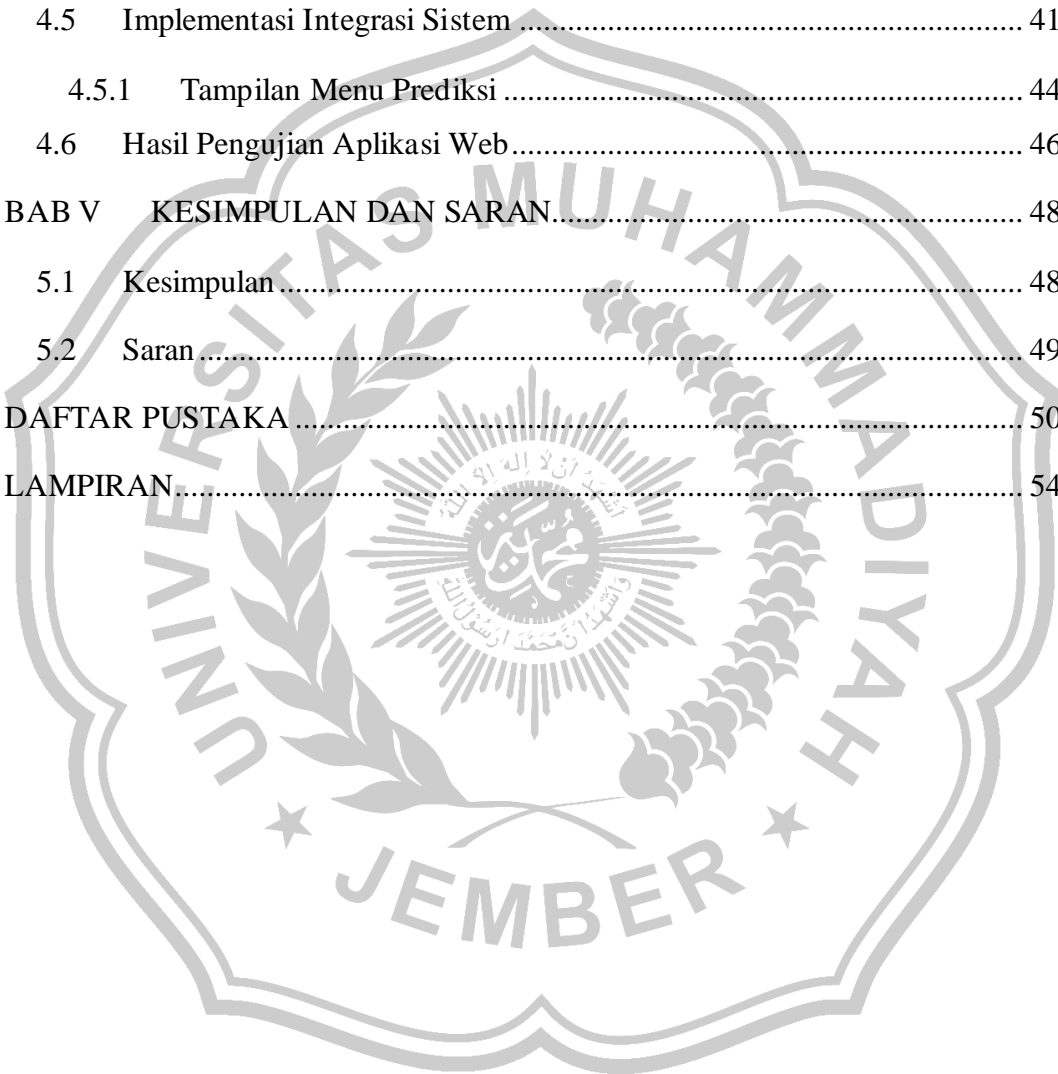 4.5 Implementasi Integrasi Sistem ........ 41
4.5.1 Tampilan Menu Prediksi ........ 44
4.6 Hasil Pengujian Aplikasi Web ........ 46
BAB V KESIMPULAN DAN SARAN ........ 48
5.1 Kesimpulan ........ 48
5.2 Saran ........ 49
DAFTAR PUSTAKA ........ 50
LAMPIRAN ........ 54
UNIVERSITAS MUHAMMADIYAH
JEMBER